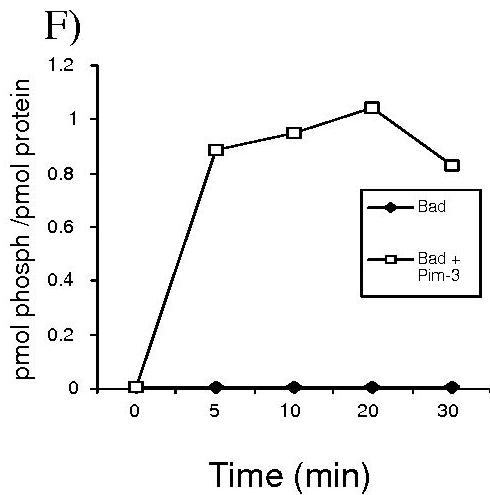 F)
pmol phosph /pmol protein
1.2
1
0.8
0.6
0.4
0.2
0
0 5 10 20 30
Time (min)
Bad
Bad +
Pim-3